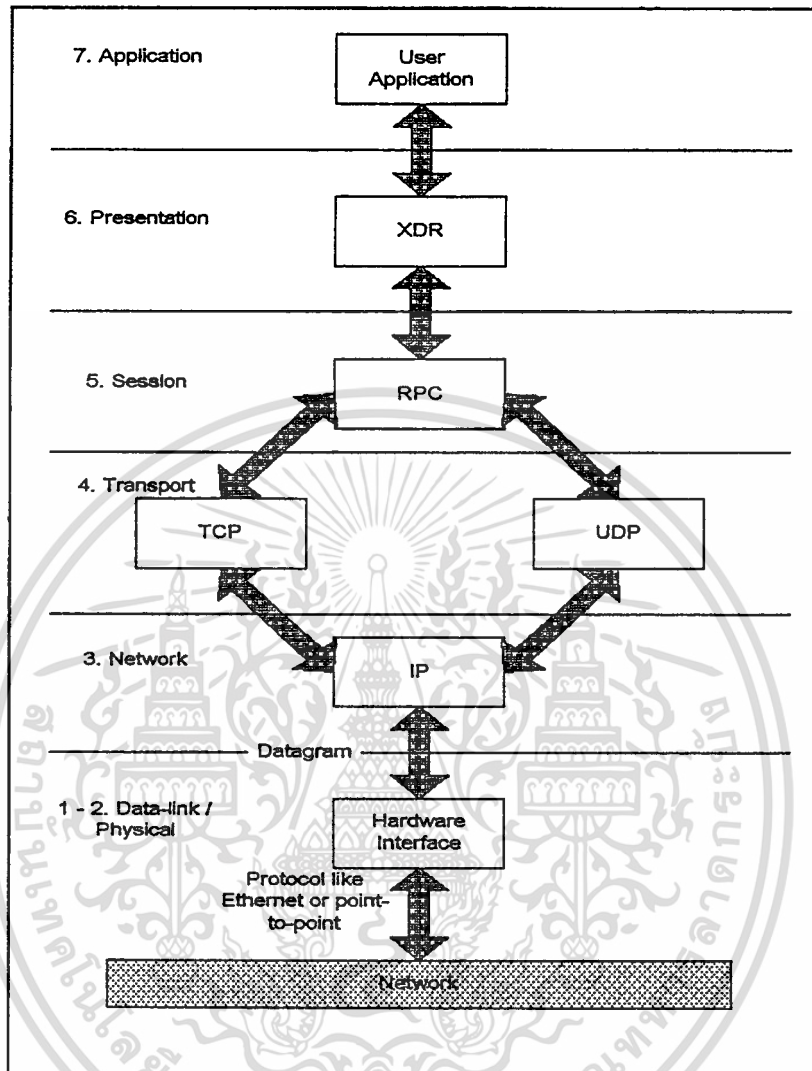 7. Application
User
Application
6. Presentation
XDR
5. Session
RPC
4. Transport
TCP
UDP
3. Network
IP
Datagram
1 - 2. Data-link /
Physical
Hardware
Interface
Protocol like
Ethernet or point-
to-point
Network